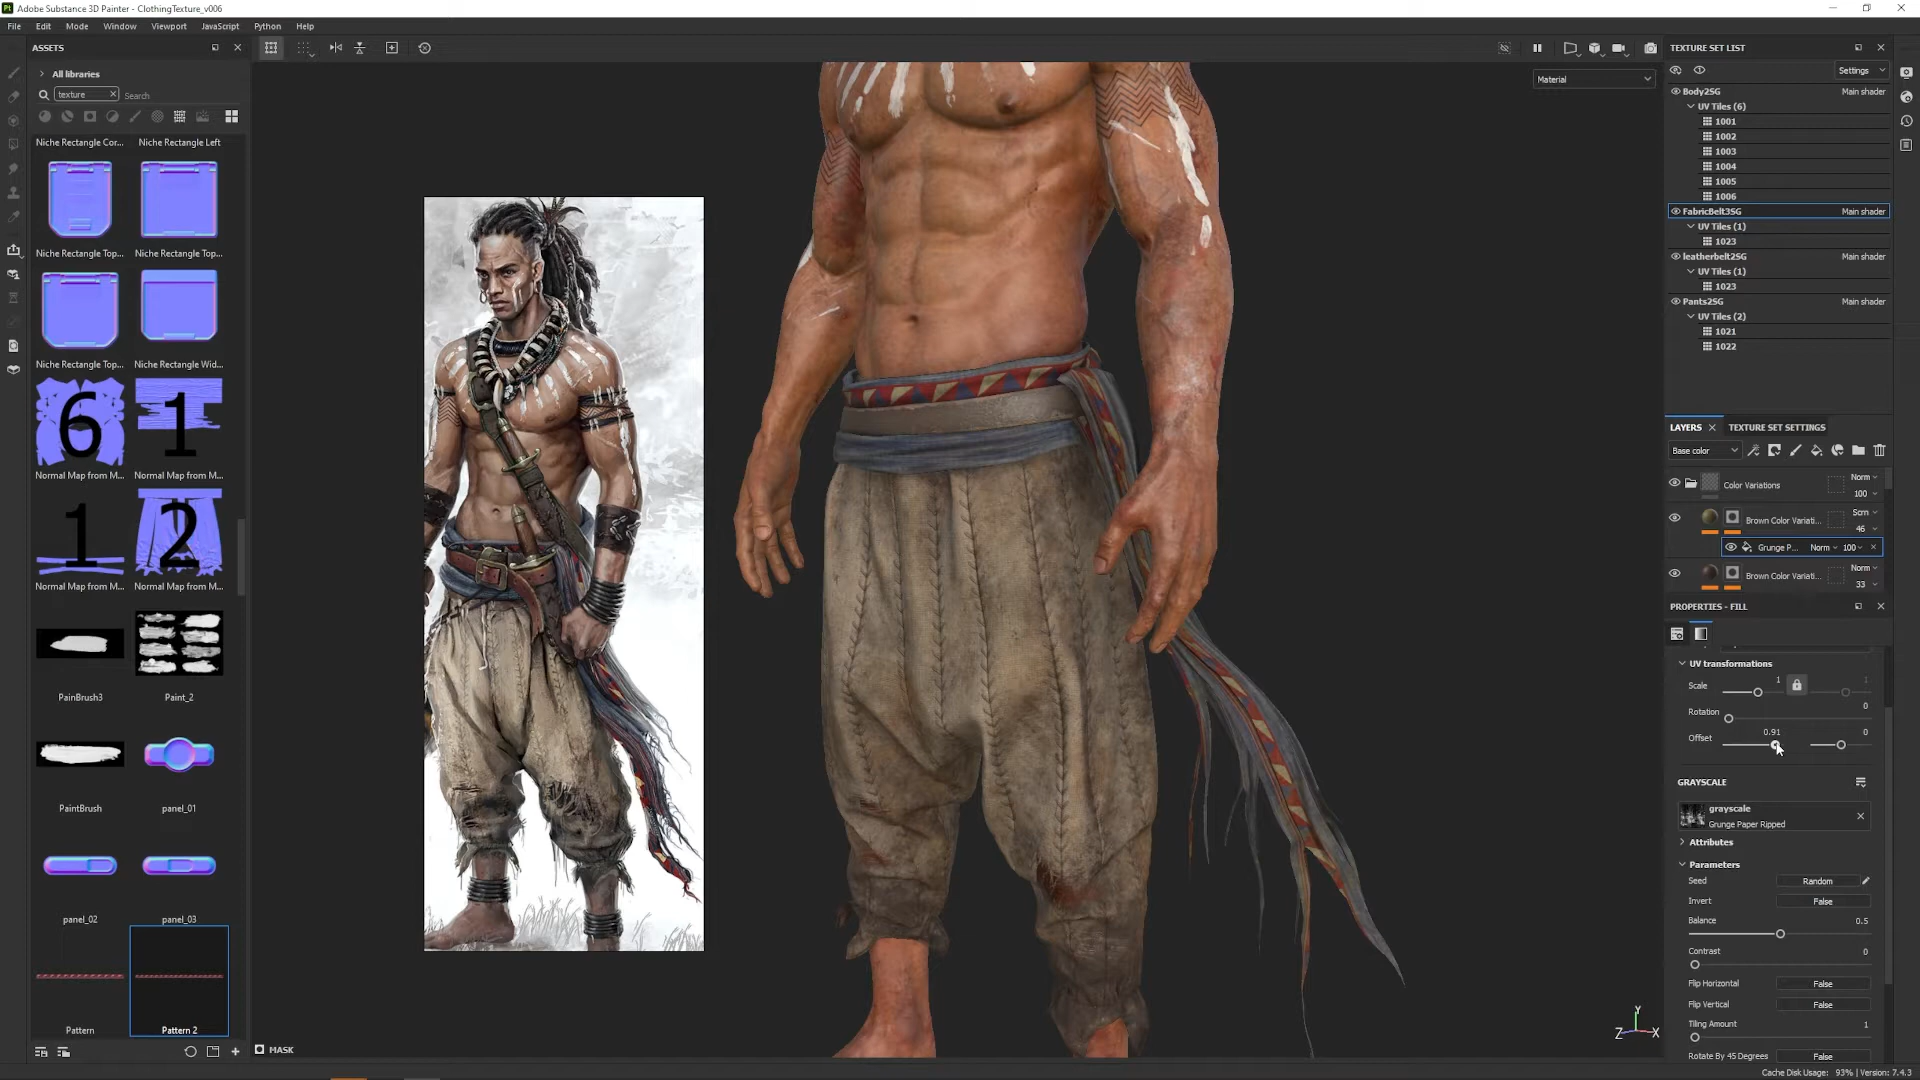 Adobe Substance 3D Painter - ClothingTexture_v006
File Edit Mode Window Viewport JavaScript Python Help
ASSETS
All libraries
texture
Search
Niche Rectangle Cor... Niche Rectangle Left
Niche Rectangle Top... Niche Rectangle Top...
Niche Rectangle Top... Niche Rectangle Wid...
6 1
Normal Map from M... Normal Map from M...
1 2
Normal Map from M... Normal Map from M...
PainBrush3 Paint_2
PaintBrush panel_01
panel_02 panel_03
Pattern Pattern 2
MASK
Material
Y
Z X
TEXTURE SET LIST
Settings
Body2SG Main shader
UV Tiles (6)
1001
1002
1003
1004
1005
1006
FabricBelt3SG Main shader
UV Tiles (1)
1023
leatherbelt2SG Main shader
UV Tiles (1)
1023
Pants2SG Main shader
UV Tiles (2)
1021
1022
LAYERS TEXTURE SET SETTINGS
Base color
Color Variations Norm
100
Brown Color Variati... Scrn
46
Grunge P... Norm 100
Brown Color Variati... Norm
33
PROPERTIES - FILL
UV transformations
Scale 1 1
Rotation 0
Offset 0.91 0
GRAYSCALE
grayscale
Grunge Paper Ripped
Attributes
Parameters
Seed Random
Invert False
Balance 0.5
Contrast 0
Flip Horizontal False
Flip Vertical False
Tiling Amount 1
Rotate By 45 Degrees False
Cache Disk Usage: 93% | Version: 7.4.3